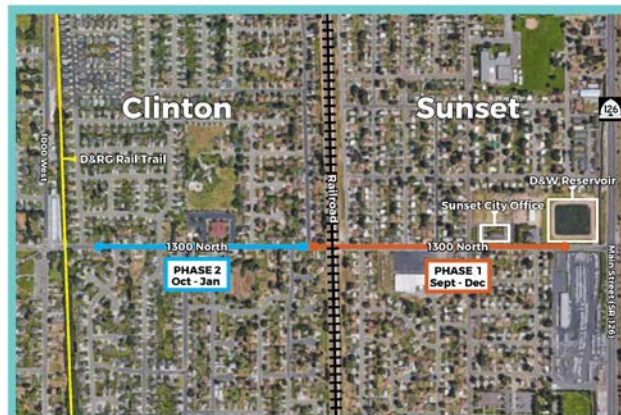 Clinton
Sunset
126
1000 West
D&RG Rail Trail
Railroad
D&W Reservoir
Sunset City Office
1300 North
1300 North
PHASE 2
Oct - Jan
PHASE 1
Sept - Dec
Main Street (SR 126)